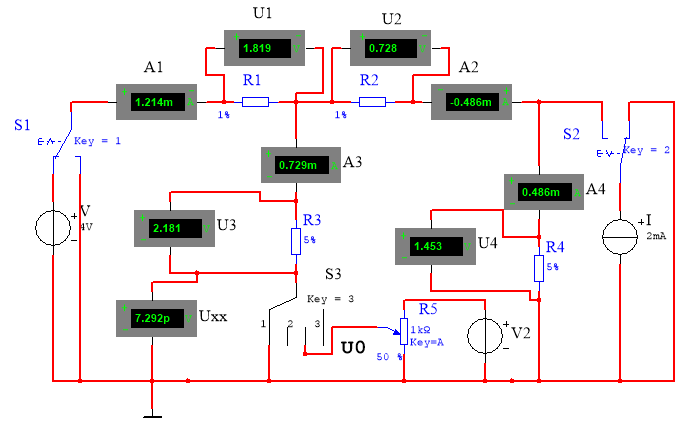 U1
U2
1.819 V
0.728 V
A1
A2
1.214m A
R1
R2
-0.486m A
1%
1%
S1
Key = 1
S2
Key = 2
A3
0.729m A
A4
0.486m A
V
4V
U3
2.181 V
R3
5%
U4
1.453 V
R4
5%
I
2mA
S3
Key = 3
1 2 3
Uxx
7.292p V
R5
1kΩ
Key=A
50 %
U0
V2